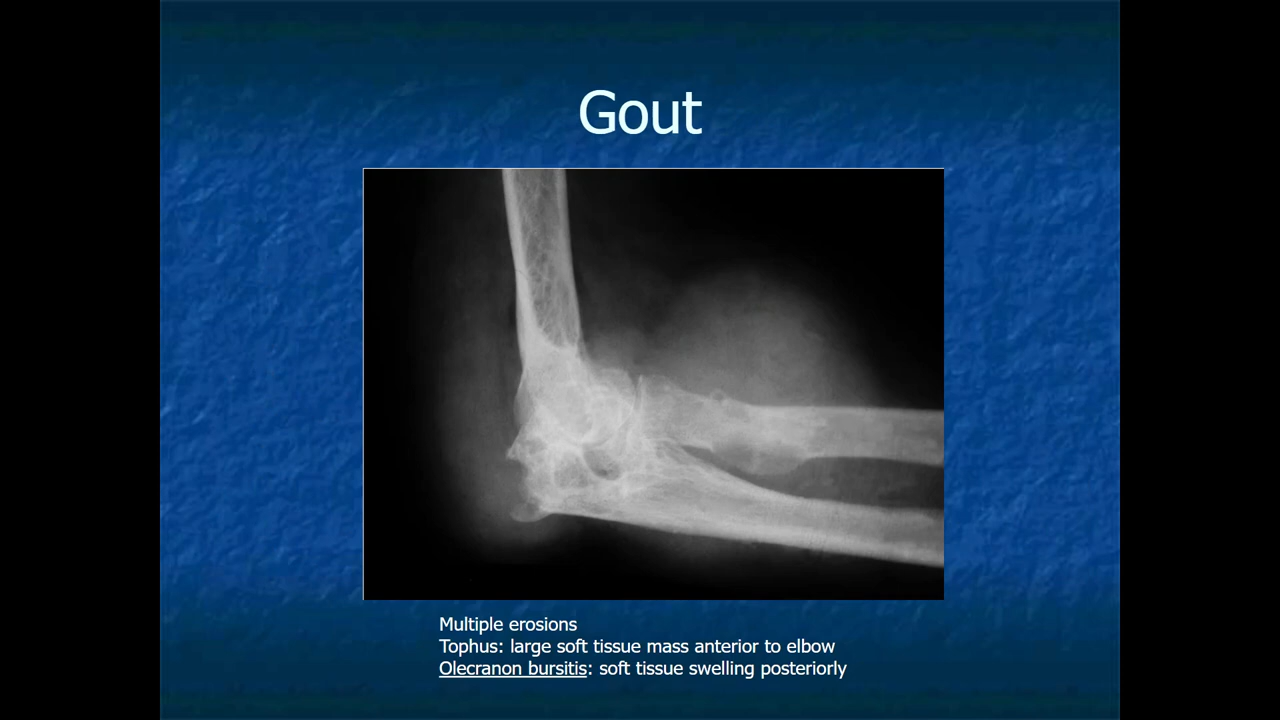 Gout
Multiple erosions
Tophus: large soft tissue mass anterior to elbow
Olecranon bursitis: soft tissue swelling posteriorly